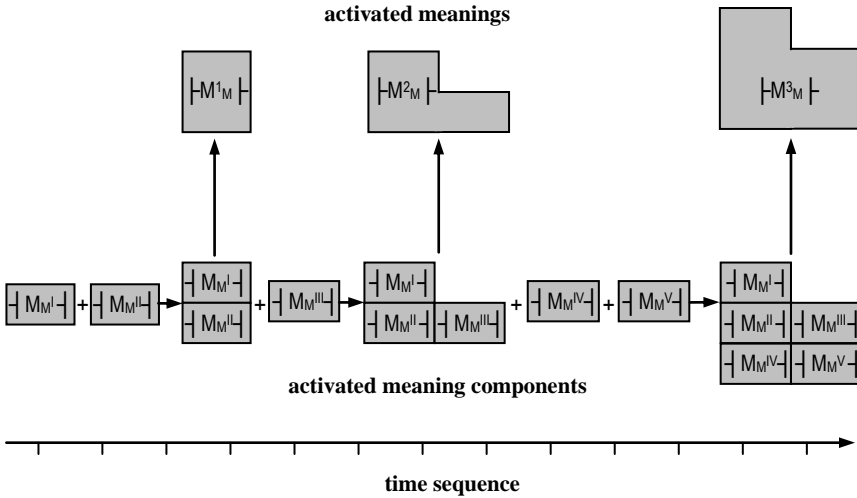 activated meanings
├M¹M┤ ├M²M┤ ├M³M┤
┤MMᴵ├ ┤MMᴵ├ ┤MMᴵ├
┤MMᴵ├ + ┤MMᴵᴵ├ + ┤MMᴵᴵᴵ├ + ┤MMᴵⱽ├ + ┤MMⱽ├
┤MMᴵᴵ├ ┤MMᴵᴵ├ ┤MMᴵᴵᴵ├ ┤MMᴵᴵ├ ┤MMᴵᴵᴵ├
┤MMᴵⱽ├ ┤MMⱽ├
activated meaning components
time sequence